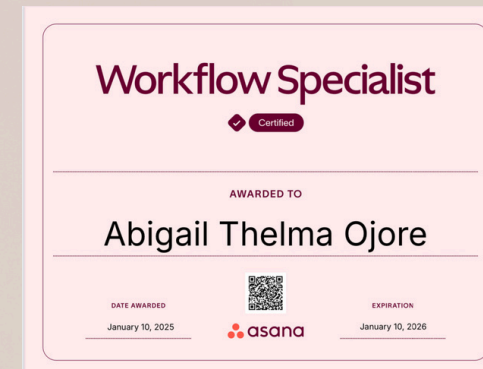 Workflow Specialist
Certified
AWARDED TO
Abigail Thelma Ojore
DATE AWARDED
January 10, 2025
asana
EXPIRATION
January 10, 2026